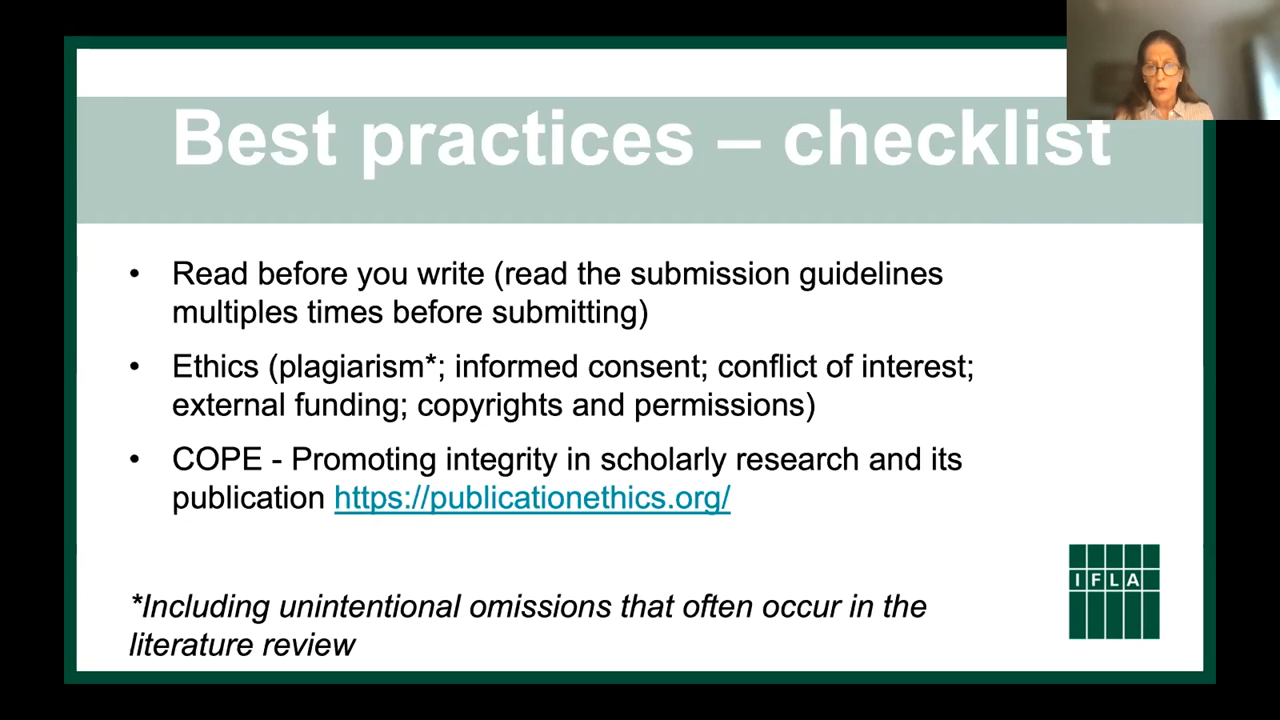 Best practices – checklist
• Read before you write (read the submission guidelines
multiples times before submitting)
• Ethics (plagiarism*; informed consent; conflict of interest;
external funding; copyrights and permissions)
• COPE - Promoting integrity in scholarly research and its
publication https://publicationethics.org/
*Including unintentional omissions that often occur in the
literature review
IFLA